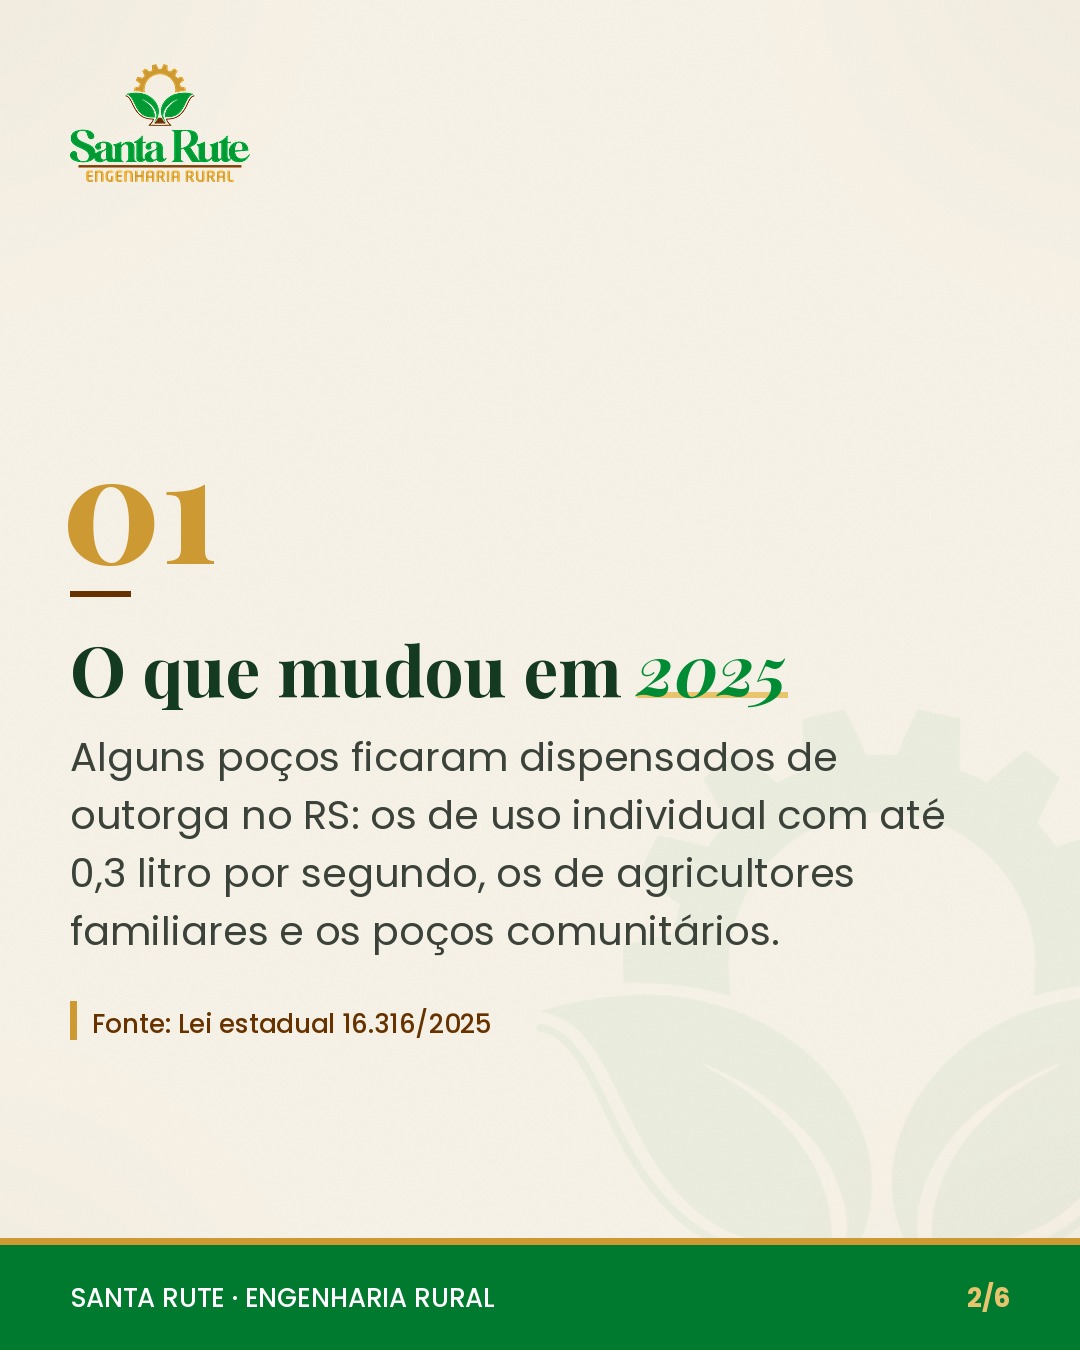 Santa Rute
ENGENHARIA RURAL
01
O que mudou em 2025
Alguns poços ficaram dispensados de
outorga no RS: os de uso individual com até
0,3 litro por segundo, os de agricultores
familiares e os poços comunitários.
Fonte: Lei estadual 16.316/2025
SANTA RUTE · ENGENHARIA RURAL
2/6